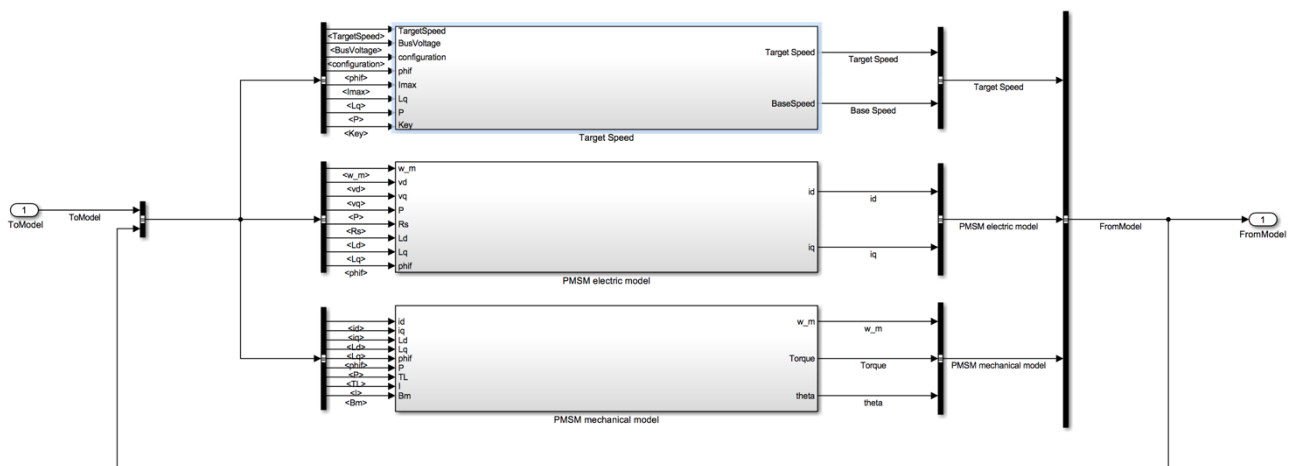 TargetSpeed
<TargetSpeed>
BusVoltage
<BusVoltage>
configuration
<configuration>
phif
<phif>
Imax
<Imax>
Lq
<Lq>
P
<P>
Key
<Key>
Target Speed
Target Speed
BaseSpeed
Base Speed
Target Speed
Target Speed
1
ToModel
ToModel
w_m
<w_m>
vd
<vd>
vq
<vq>
P
<P>
Rs
<Rs>
Ld
<Ld>
Lq
<Lq>
phif
<phif>
id
id
iq
iq
PMSM electric model
PMSM electric model
FromModel
1
FromModel
id
<id>
iq
<iq>
Ld
<Ld>
Lq
<Lq>
phif
<phif>
P
<P>
TL
<TL>
I
<I>
Bm
<Bm>
w_m
w_m
Torque
Torque
theta
theta
PMSM mechanical model
PMSM mechanical model